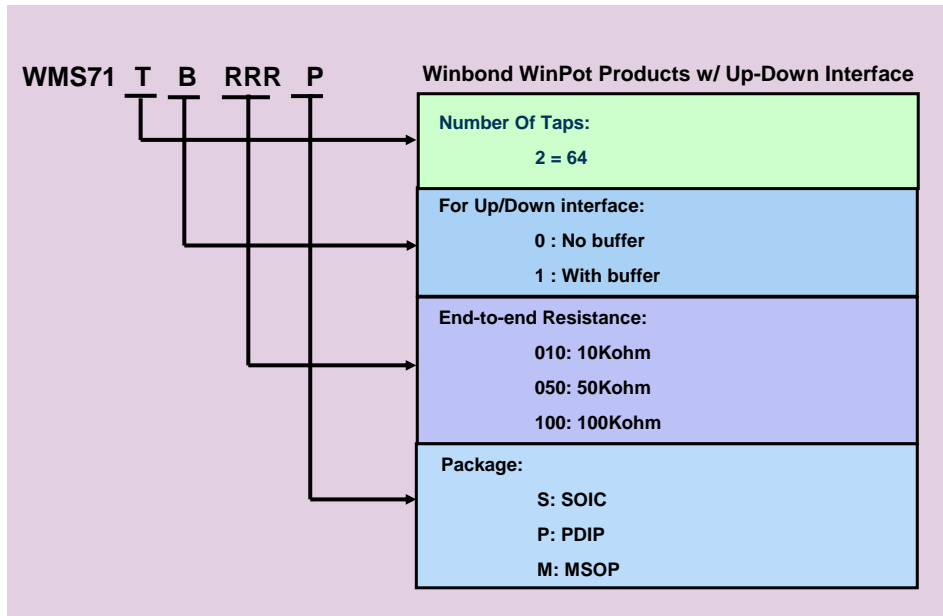 WMS71 T B RRR P
Winbond WinPot Products w/ Up-Down Interface
Number Of Taps:
2 = 64
For Up/Down interface:
0 : No buffer
1 : With buffer
End-to-end Resistance:
010: 10Kohm
050: 50Kohm
100: 100Kohm
Package:
S: SOIC
P: PDIP
M: MSOP